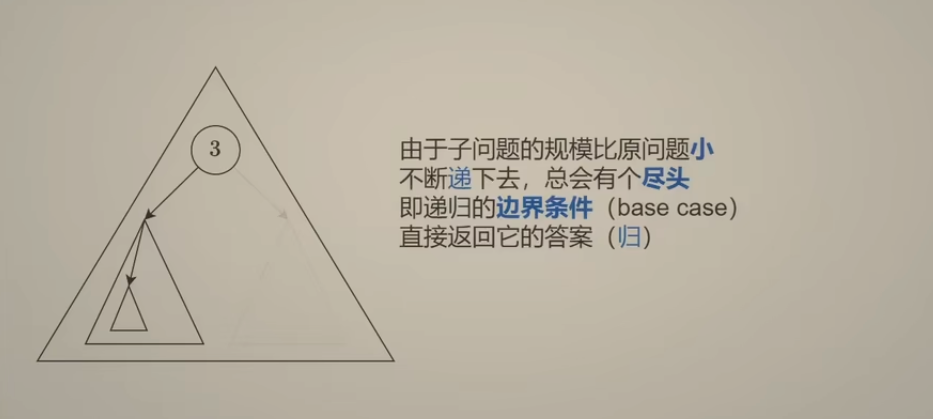 3
由于子问题的规模比原问题小
不断递下去，总会有个尽头
即递归的边界条件（base case）
直接返回它的答案（归）